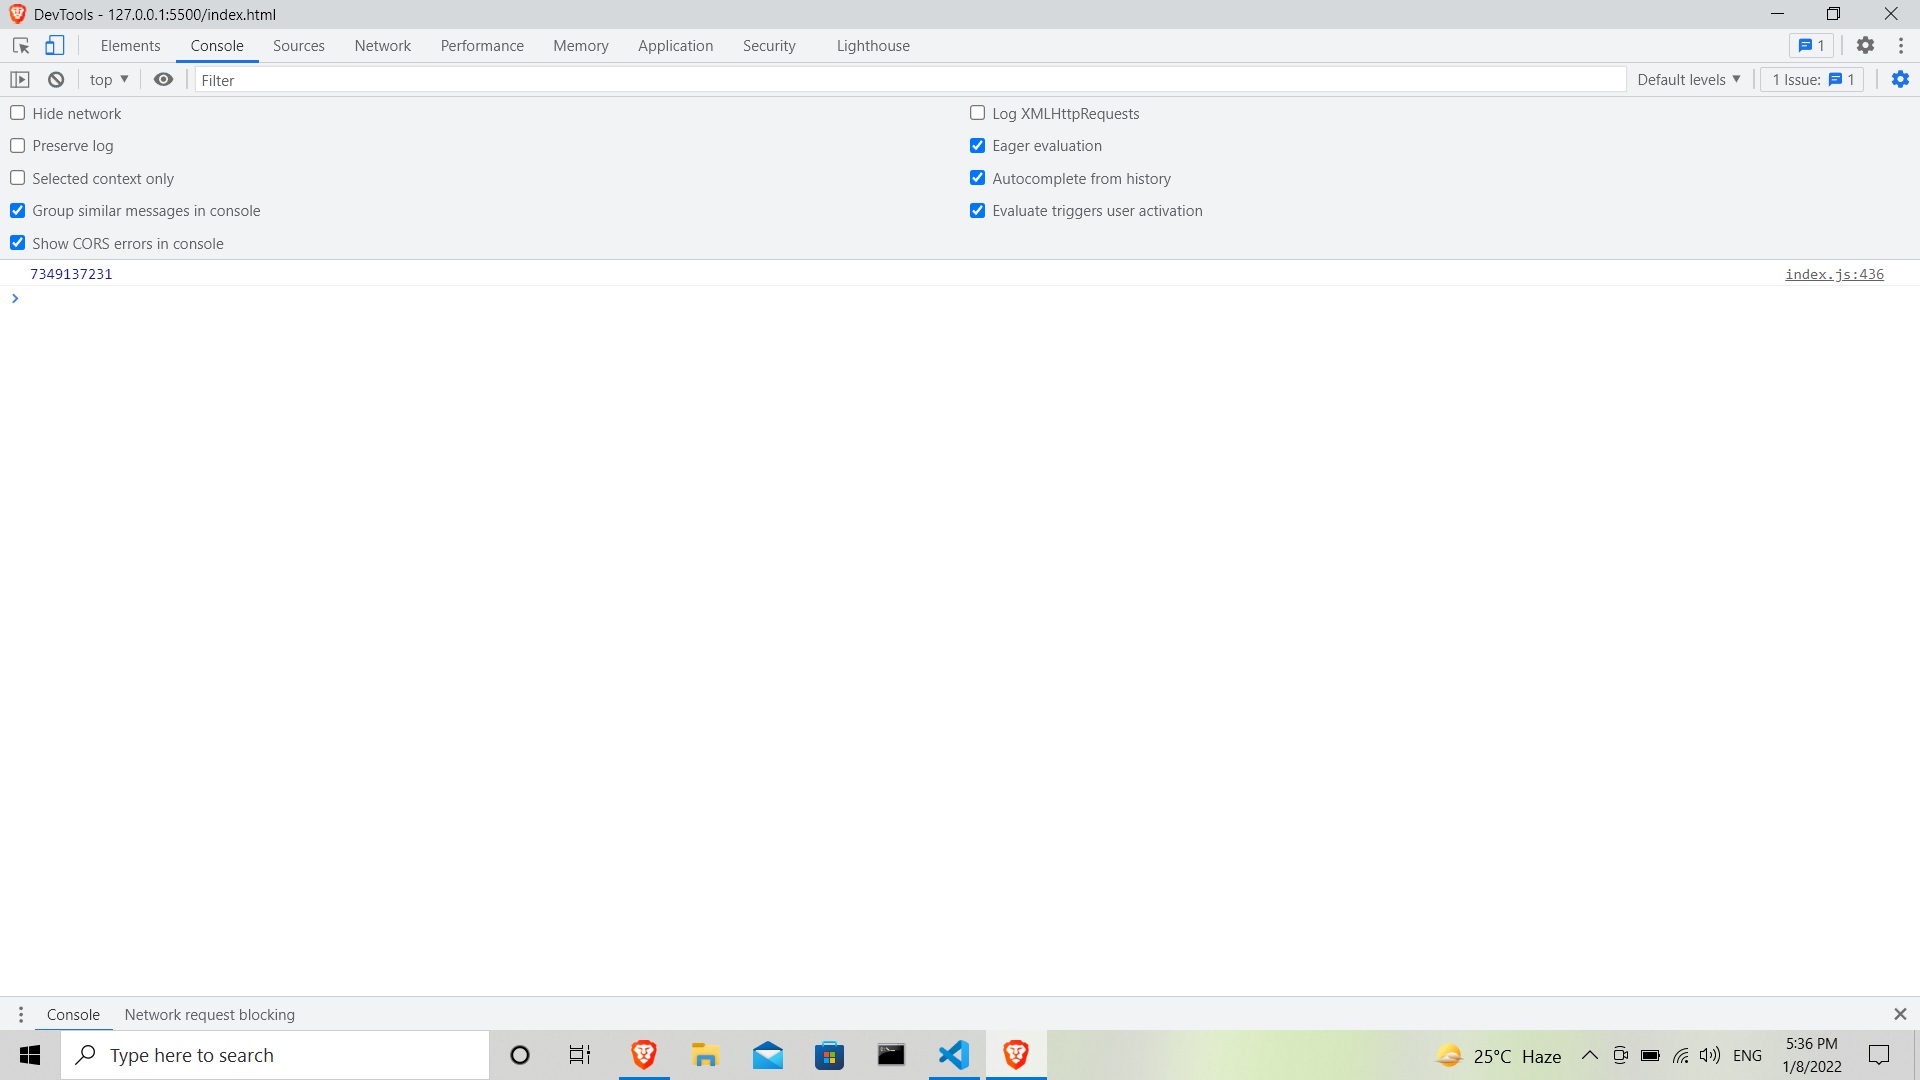 DevTools - 127.0.0.1:5500/index.html
Elements Console Sources Network Performance Memory Application Security Lighthouse 1
top Filter Default levels 1 Issue: 1
Hide network Log XMLHttpRequests
Preserve log Eager evaluation
Selected context only Autocomplete from history
Group similar messages in console Evaluate triggers user activation
Show CORS errors in console
7349137231 index.js:436
Console Network request blocking
Type here to search 25°C Haze ENG 5:36 PM
1/8/2022